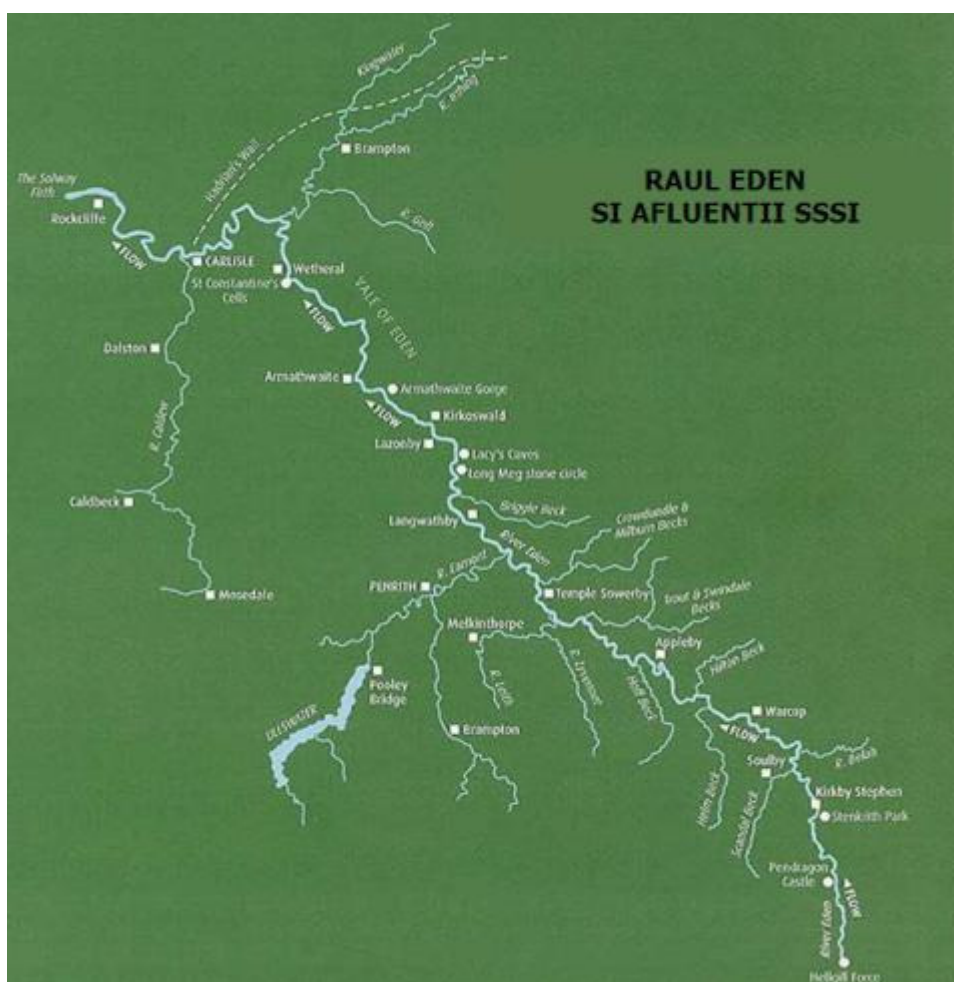 RAUL EDEN
SI AFLUENTII SSSI
Kingwater
R. Irthing
Hadrian's Wall
Brampton
The Solway
Firth
Rockcliffe
R. Gelt
FLOW
CARLISLE
Wetheral
St Constantine's
Cells
FLOW
VALE OF EDEN
Dalston
Armathwaite
Armathwaite Gorge
FLOW
Kirkoswald
R. Caldew
Lazonby
Lacy's Caves
Long Meg stone circle
Caldbeck
Briggle Beck
Langwathby
Crowdundle &
Milburn Becks
River Eden
R. Eamont
PENRITH
Mosedale
Temple Sowerby
Trout & Swindale
Becks
Melkinthorpe
Appleby
Hilton Beck
R. Leith
R. Lyvennet
Hoff Beck
Pooley
Bridge
ULLSWATER
Brampton
Warcop
FLOW
R. Belah
Soulby
Helm Beck
Scandal Beck
Kirkby Stephen
Stenkrith Park
Pendragon
Castle
FLOW
River Eden
Hellgill Force